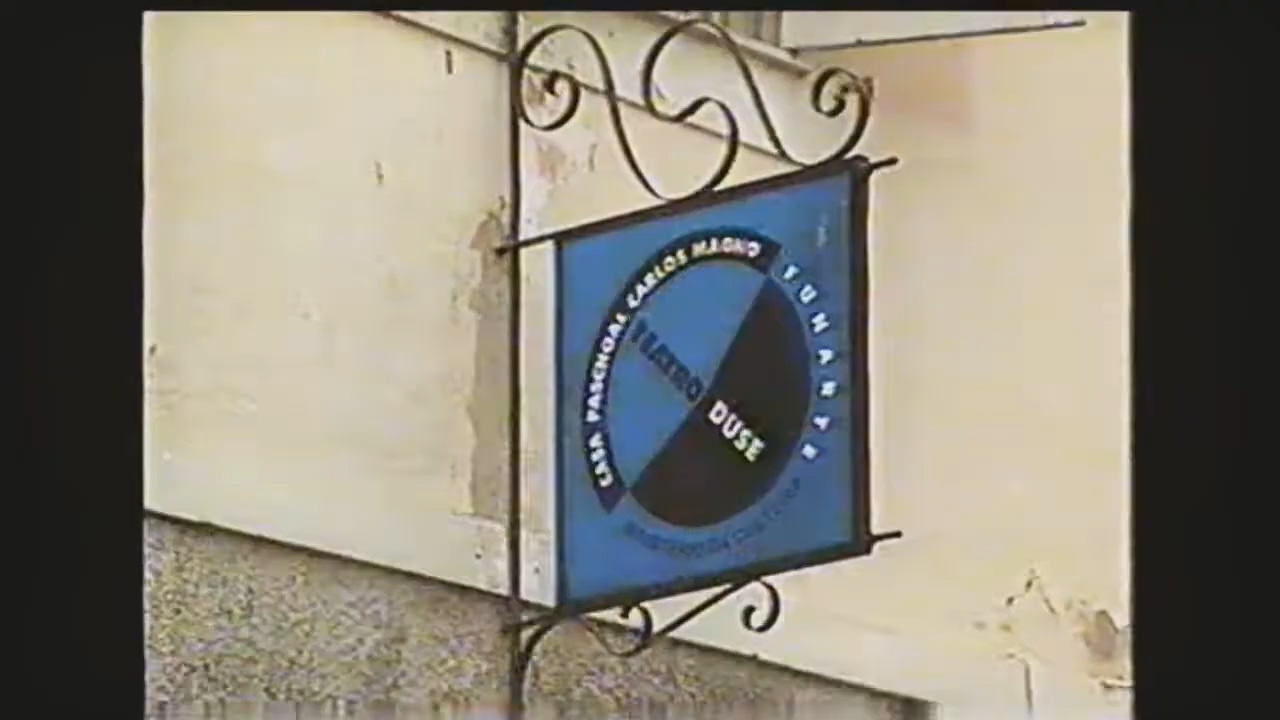 CASA PASCHOAL CARLOS MAGNO
FUNARTE
TEATRO
DUSE